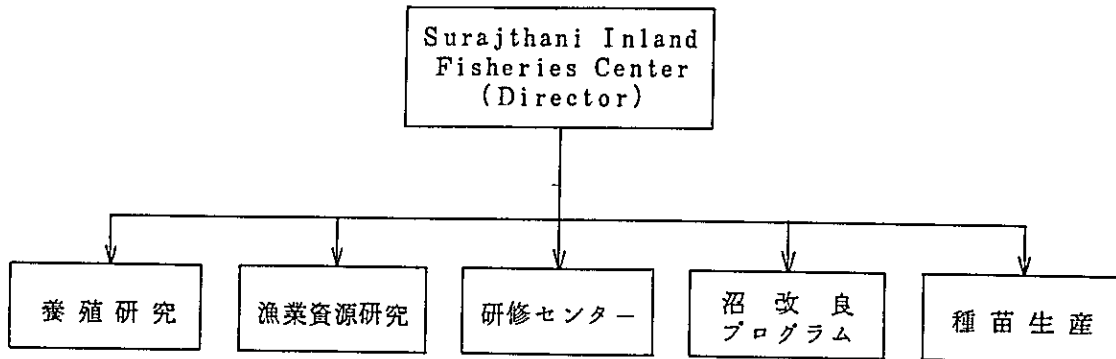 Surajthani Inland
Fisheries Center
(Director)
養殖研究
漁業資源研究
研修センター
沼改良
プログラム
種苗生産